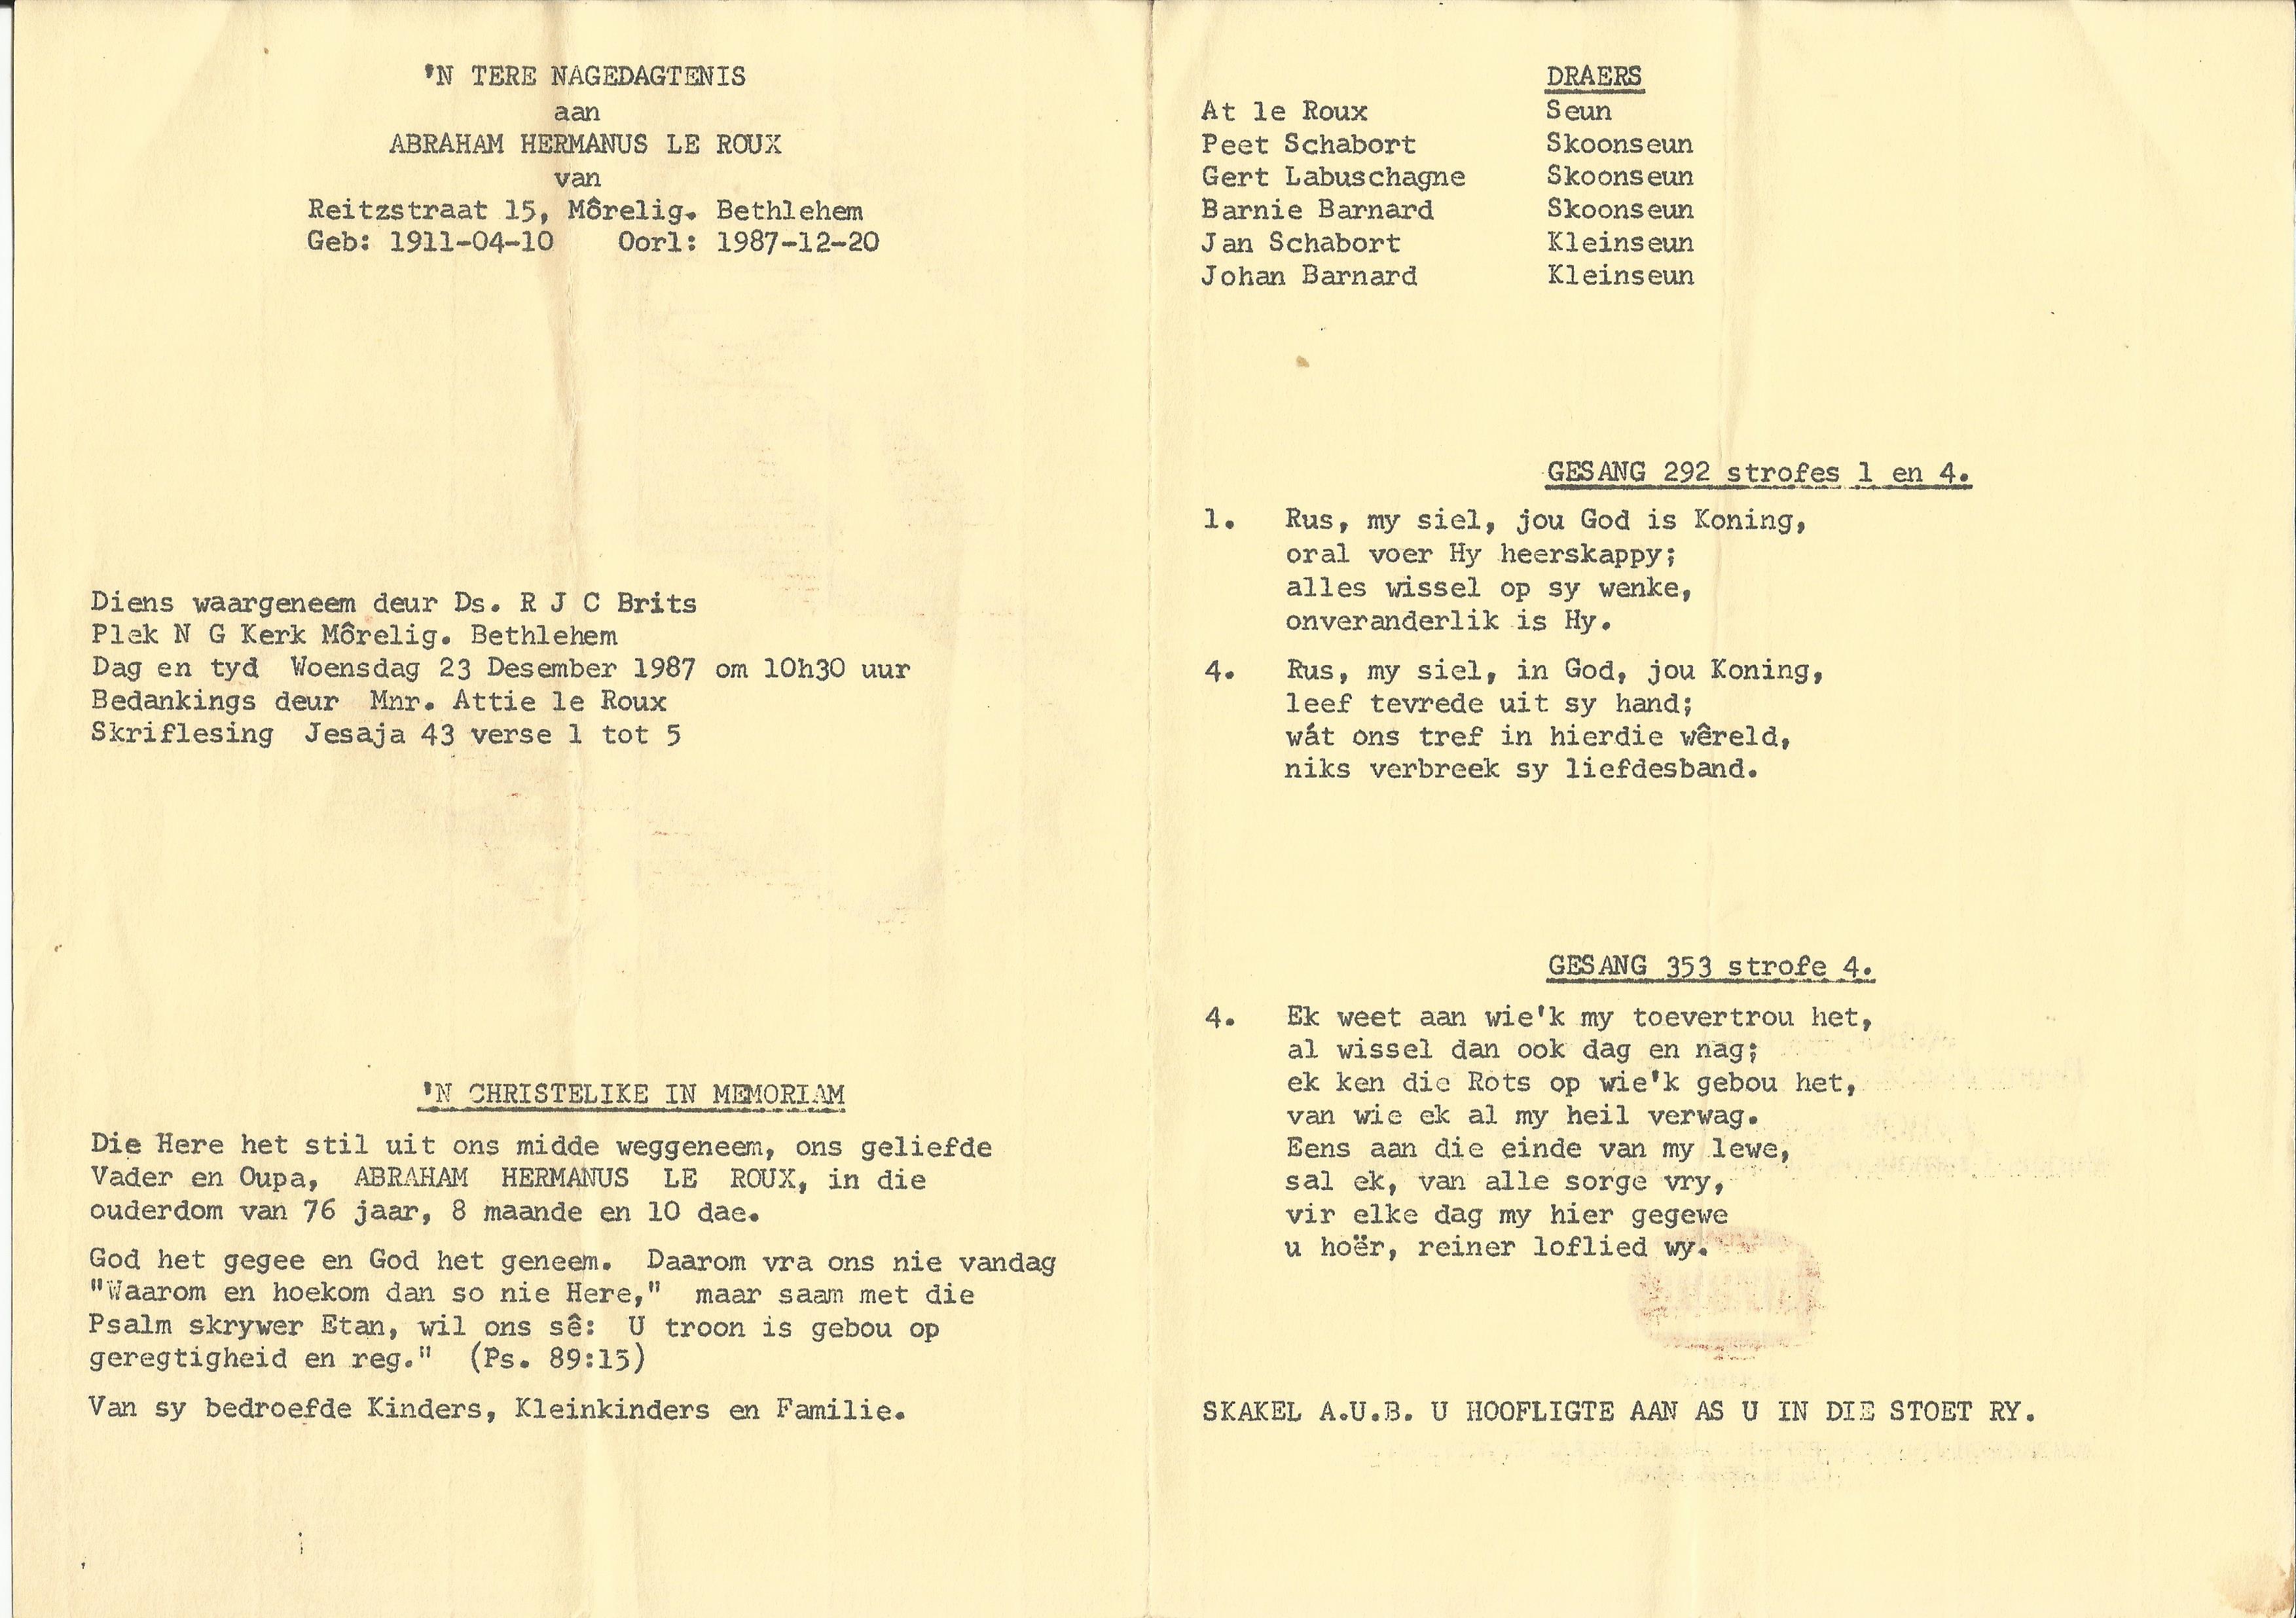 'N TERE NAGEDAGTENIS
aan
ABRAHAM HERMANUS LE ROUX
van
Reitzstraat 15, Môrelig. Bethlehem
Geb: 1911-04-10 Oorl: 1987-12-20
Diens waargeneem deur Ds. R J C Brits
Plek N G Kerk Môrelig. Bethlehem
Dag en tyd Woensdag 23 Desember 1987 om 10h30 uur
Bedankings deur Mnr. Attie le Roux
Skriflesing Jesaja 43 verse 1 tot 5
'N CHRISTELIKE IN MEMORIAM
Die Here het stil uit ons midde weggeneem, ons geliefde
Vader en Oupa, ABRAHAM HERMANUS LE ROUX, in die
ouderdom van 76 jaar, 8 maande en 10 dae.
God het gegee en God het geneem. Daarom vra ons nie vandag
"Waarom en hoekom dan so nie Here," maar saam met die
Psalm skrywer Etan, wil ons sê: U troon is gebou op
geregtigheid en reg." (Ps. 89:15)
Van sy bedroefde Kinders, Kleinkinders en Familie.
DRAERS
At le Roux Seun
Peet Schabort Skoonseun
Gert Labuschagne Skoonseun
Barnie Barnard Skoonseun
Jan Schabort Kleinseun
Johan Barnard Kleinseun
GESANG 292 strofes 1 en 4.
1. Rus, my siel, jou God is Koning,
oral voer Hy heerskappy;
alles wissel op sy wenke,
onveranderlik is Hy.
4. Rus, my siel, in God, jou Koning,
leef tevrede uit sy hand;
wát ons tref in hierdie wêreld,
niks verbreek sy liefdesband.
GESANG 353 strofe 4.
4. Ek weet aan wie'k my toevertrou het,
al wissel dan ook dag en nag;
ek ken die Rots op wie'k gebou het,
van wie ek al my heil verwag.
Eens aan die einde van my lewe,
sal ek, van alle sorge vry,
vir elke dag my hier gegewe
u hoër, reiner loflied wy.
SKAKEL A.U.B. U HOOFLIGTE AAN AS U IN DIE STOET RY.